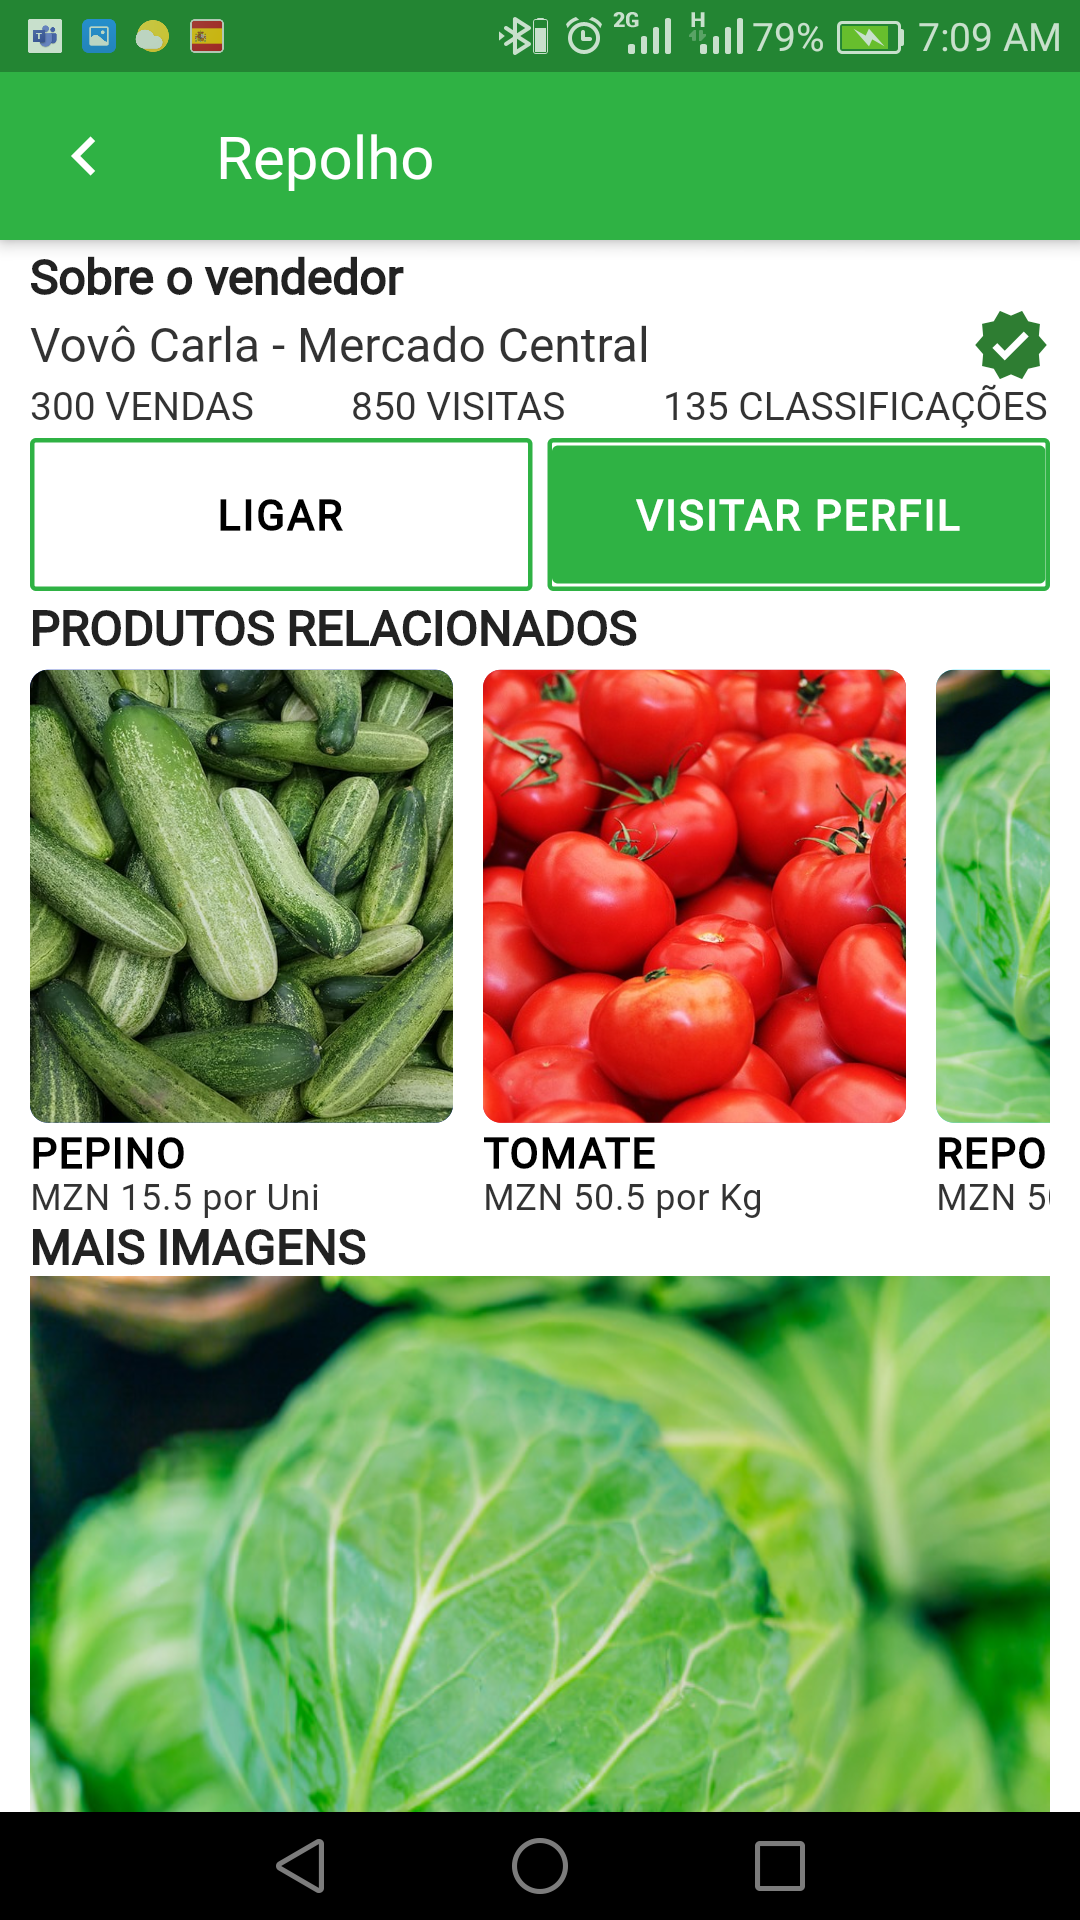 2G H 79% 7:09 AM
Repolho
Sobre o vendedor
Vovô Carla - Mercado Central
300 VENDAS 850 VISITAS 135 CLASSIFICAÇÕES
LIGAR VISITAR PERFIL
PRODUTOS RELACIONADOS
PEPINO TOMATE REPO
MZN 15.5 por Uni MZN 50.5 por Kg MZN 5
MAIS IMAGENS